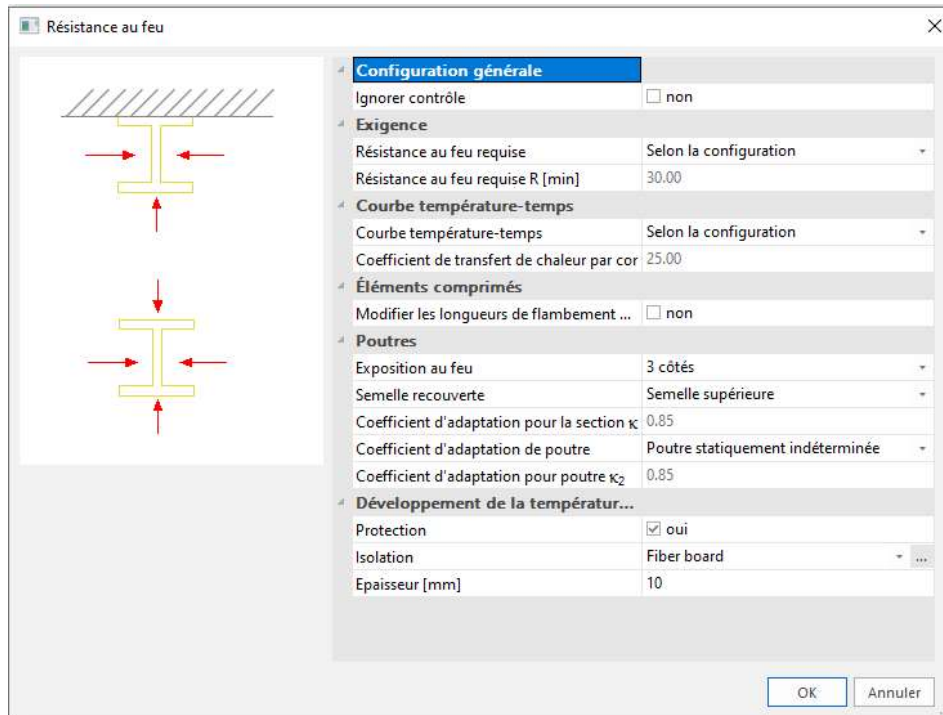 Résistance au feu
Configuration générale
Ignorer contrôle non
Exigence
Résistance au feu requise Selon la configuration
Résistance au feu requise R [min] 30.00
Courbe température-temps
Courbe température-temps Selon la configuration
Coefficient de transfert de chaleur par cor 25.00
Éléments comprimés
Modifier les longueurs de flambement ... non
Poutres
Exposition au feu 3 côtés
Semelle recouverte Semelle supérieure
Coefficient d'adaptation pour la section κ 0.85
Coefficient d'adaptation de poutre Poutre statiquement indéterminée
Coefficient d'adaptation pour poutre κ2 0.85
Développement de la températur...
Protection oui
Isolation Fiber board ...
Epaisseur [mm] 10
OK Annuler